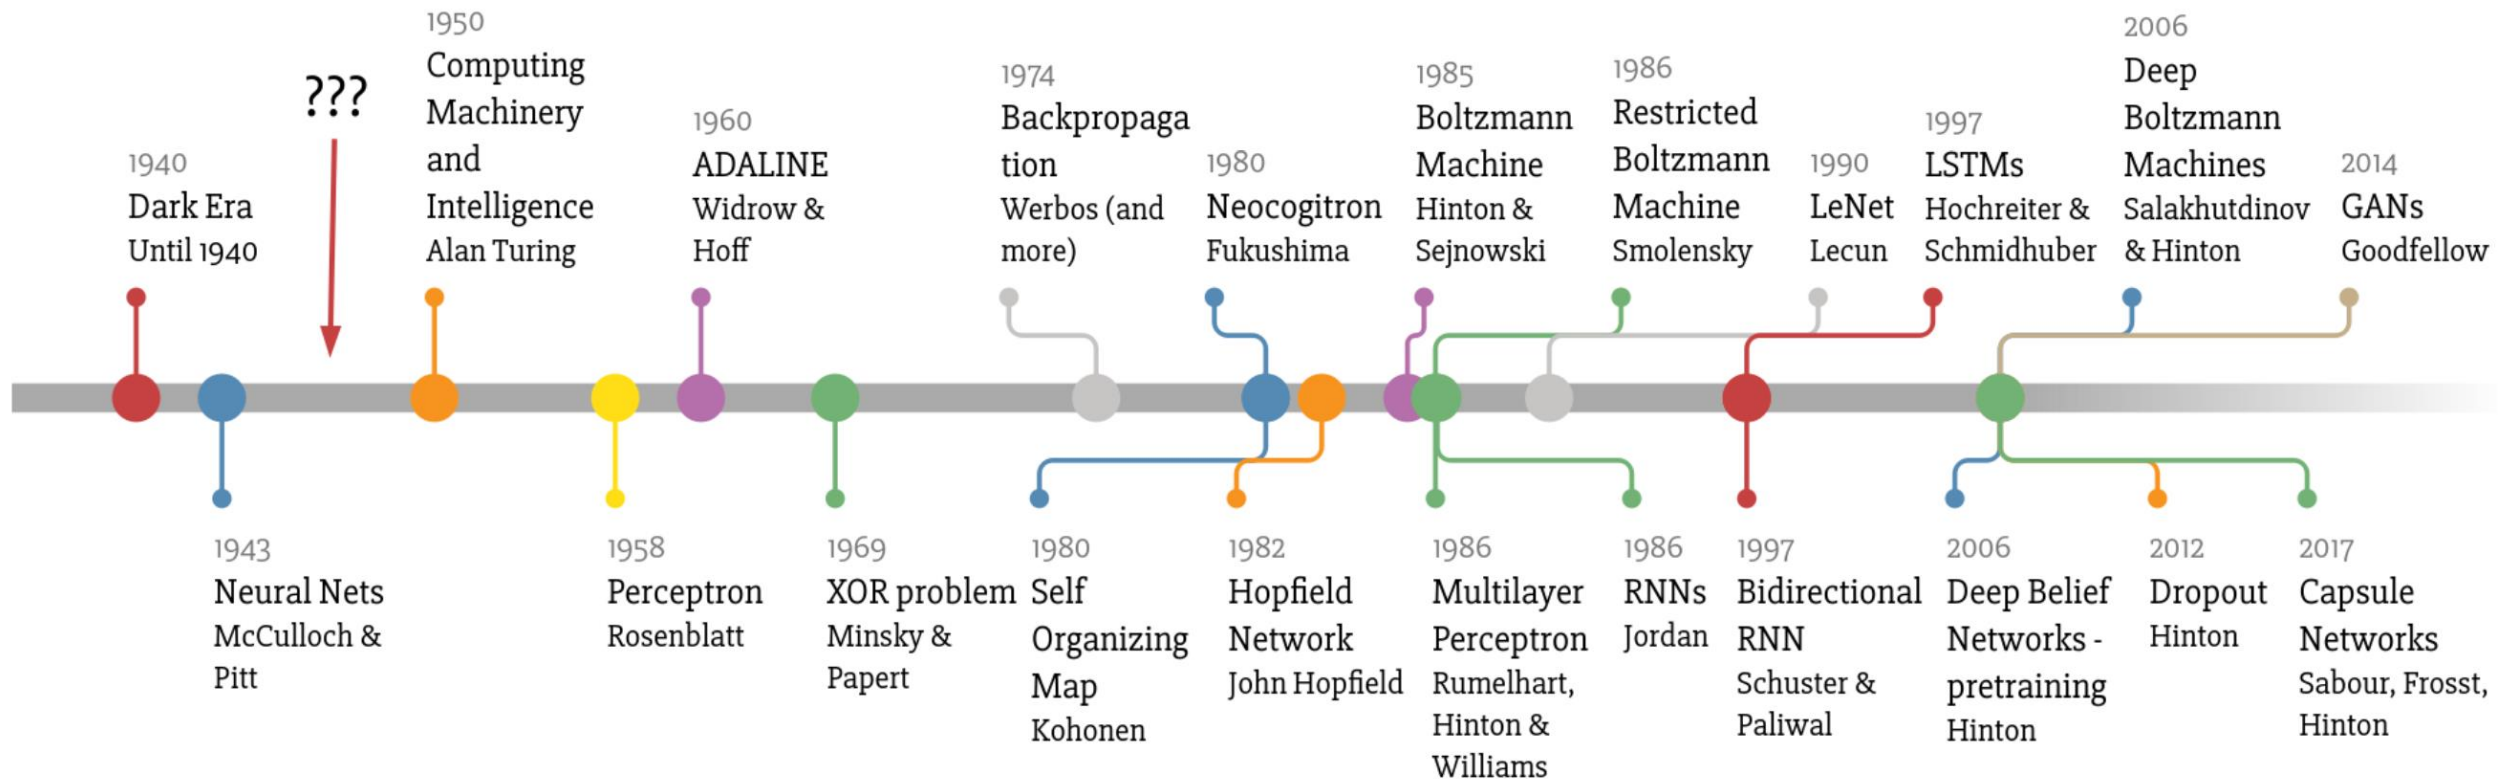 1940
Dark Era
Until 1940
???
1950
Computing
Machinery
and
Intelligence
Alan Turing
1960
ADALINE
Widrow &
Hoff
1974
Backpropaga
tion
Werbos (and
more)
1980
Neocogitron
Fukushima
1985
Boltzmann
Machine
Hinton &
Sejnowski
1986
Restricted
Boltzmann
Machine
Smolensky
1990
LeNet
Lecun
1997
LSTMs
Hochreiter &
Schmidhuber
2006
Deep
Boltzmann
Machines
Salakhutdinov
& Hinton
2014
GANs
Goodfellow
1943
Neural Nets
McCulloch &
Pitt
1958
Perceptron
Rosenblatt
1969
XOR problem
Minsky &
Papert
1980
Self
Organizing
Map
Kohonen
1982
Hopfield
Network
John Hopfield
1986
Multilayer
Perceptron
Rumelhart,
Hinton &
Williams
1986
RNNs
Jordan
1997
Bidirectional
RNN
Schuster &
Paliwal
2006
Deep Belief
Networks -
pretraining
Hinton
2012
Dropout
Hinton
2017
Capsule
Networks
Sabour, Frosst,
Hinton